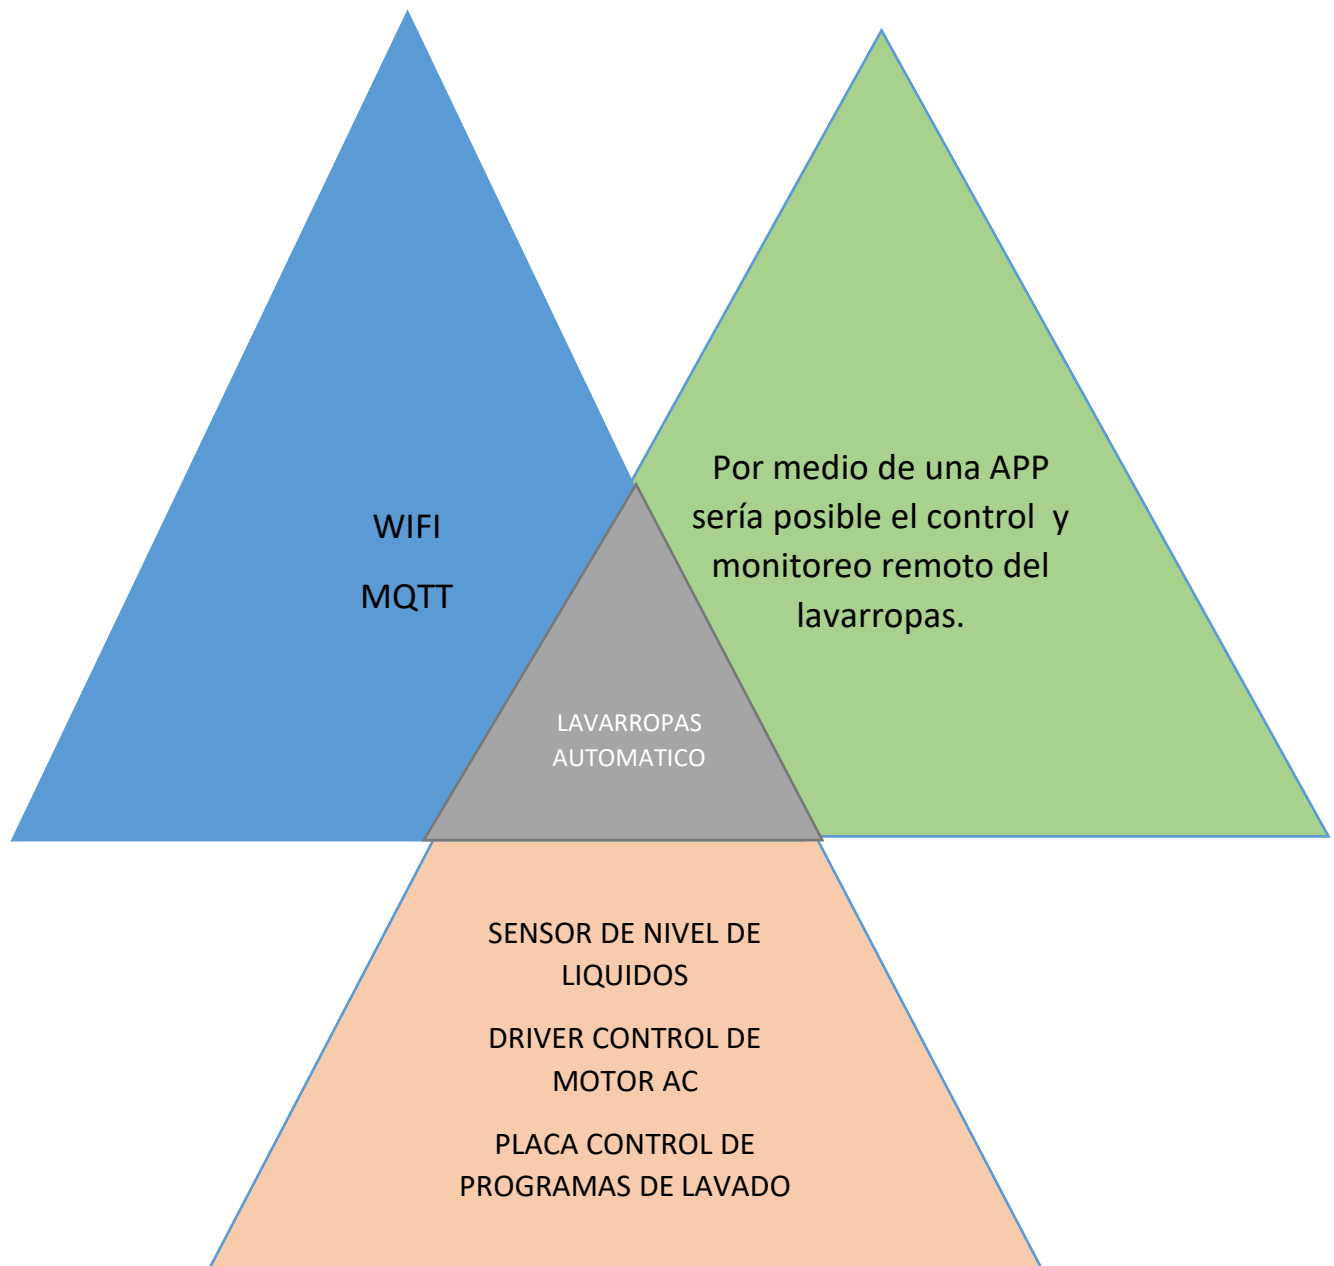 WIFI
MQTT
Por medio de una APP
sería posible el control y
monitoreo remoto del
lavarropas.
LAVARROPAS
AUTOMATICO
SENSOR DE NIVEL DE
LIQUIDOS
DRIVER CONTROL DE
MOTOR AC
PLACA CONTROL DE
PROGRAMAS DE LAVADO